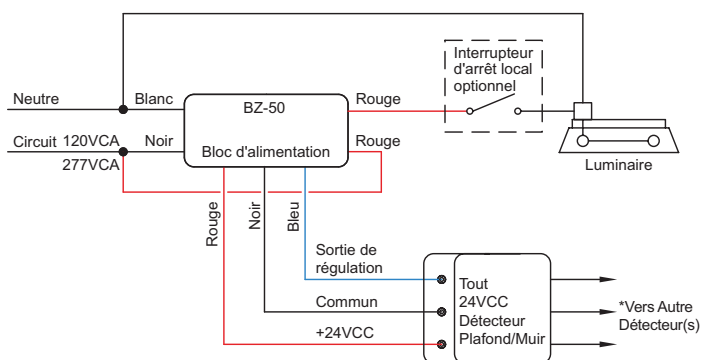 Interrupteur
d'arrêt local
optionnel
Neutre
Blanc
BZ-50
Rouge
Circuit 120VCA
277VCA
Noir
Bloc d'alimentation
Rouge
Luminaire
Rouge
Noir
Bleu
Sortie de
régulation
Commun
+24VCC
Tout
24VCC
Détecteur
Plafond/Muir
*Vers Autre
Détecteur(s)